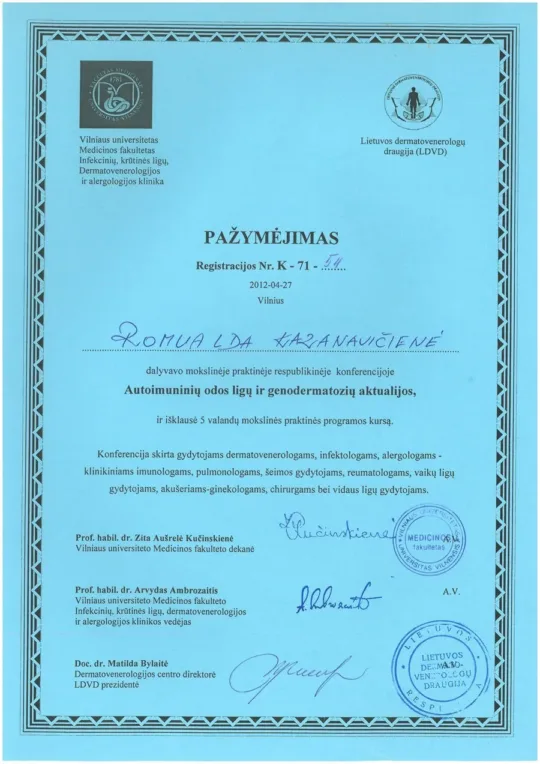 Vilniaus universitetas
Medicinos fakultetas
Infekcinių, krūtinės ligų,
Dermatovenerologijos
ir alergologijos klinika
Lietuvos dermatovenerologų
draugija (LDVD)
PAŽYMĖJIMAS
Registracijos Nr. K - 71 - 54
2012-04-27
Vilnius
ROMUALDA KAZANAVIČIENĖ
dalyvavo mokslinėje praktinėje respublikinėje konferencijoje
Autoimuninių odos ligų ir genodermatozių aktualijos,
ir išklausė 5 valandų mokslinės praktinės programos kursą.
Konferencija skirta gydytojams dermatovenerologams, infektologams, alergologams -
klinikiniams imunologams, pulmonologams, šeimos gydytojams, reumatologams, vaikų ligų
gydytojams, akušeriams-ginekologams, chirurgams bei vidaus ligų gydytojams.
Prof. habil. dr. Zita Aušrelė Kučinskienė
Vilniaus universiteto Medicinos fakulteto dekanė
MEDICINOS
fakultetas
UNIVERSITAS VILNENSIS
Prof. habil. dr. Arvydas Ambrozaitis
Vilniaus universiteto Medicinos fakulteto
Infekcinių, krūtinės ligų, dermatovenerologijos
ir alergologijos klinikos vedėjas
A.V.
Doc. dr. Matilda Bylaitė
Dermatovenerologijos centro direktorė
LDVD prezidentė
LIETUVOS
DRAUGIJA
A.V.